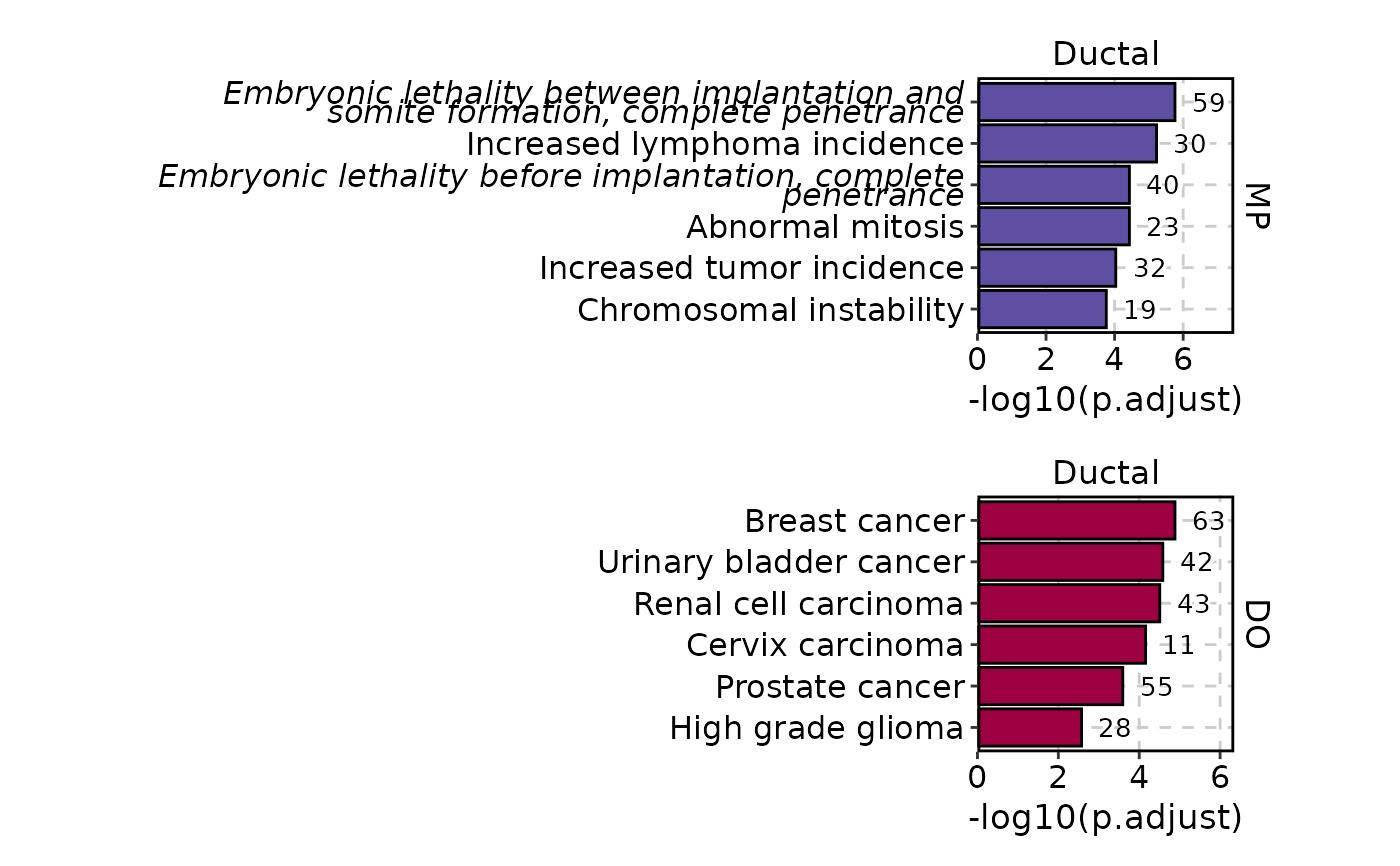 Ductal
Embryonic lethality between implantation and
somite formation, complete penetrance
59
Increased lymphoma incidence
30
Embryonic lethality before implantation, complete
penetrance
40
Abnormal mitosis
23
Increased tumor incidence
32
Chromosomal instability
19
MP
0 2 4 6
-log10(p.adjust)
Ductal
Breast cancer
63
Urinary bladder cancer
42
Renal cell carcinoma
43
Cervix carcinoma
11
Prostate cancer
55
High grade glioma
28
DO
0 2 4 6
-log10(p.adjust)